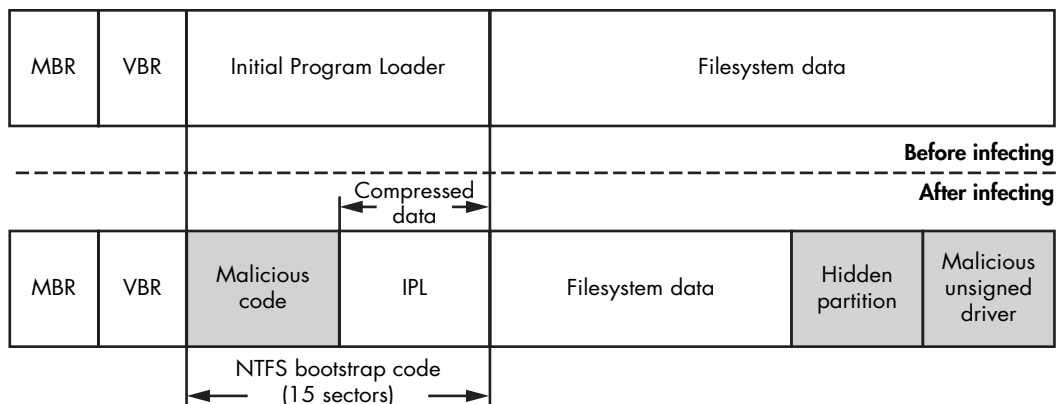 MBR
VBR
Initial Program Loader
Filesystem data
Before infecting
After infecting
Compressed
data
MBR
VBR
Malicious
code
IPL
Filesystem data
Hidden
partition
Malicious
unsigned
driver
NTFS bootstrap code
(15 sectors)